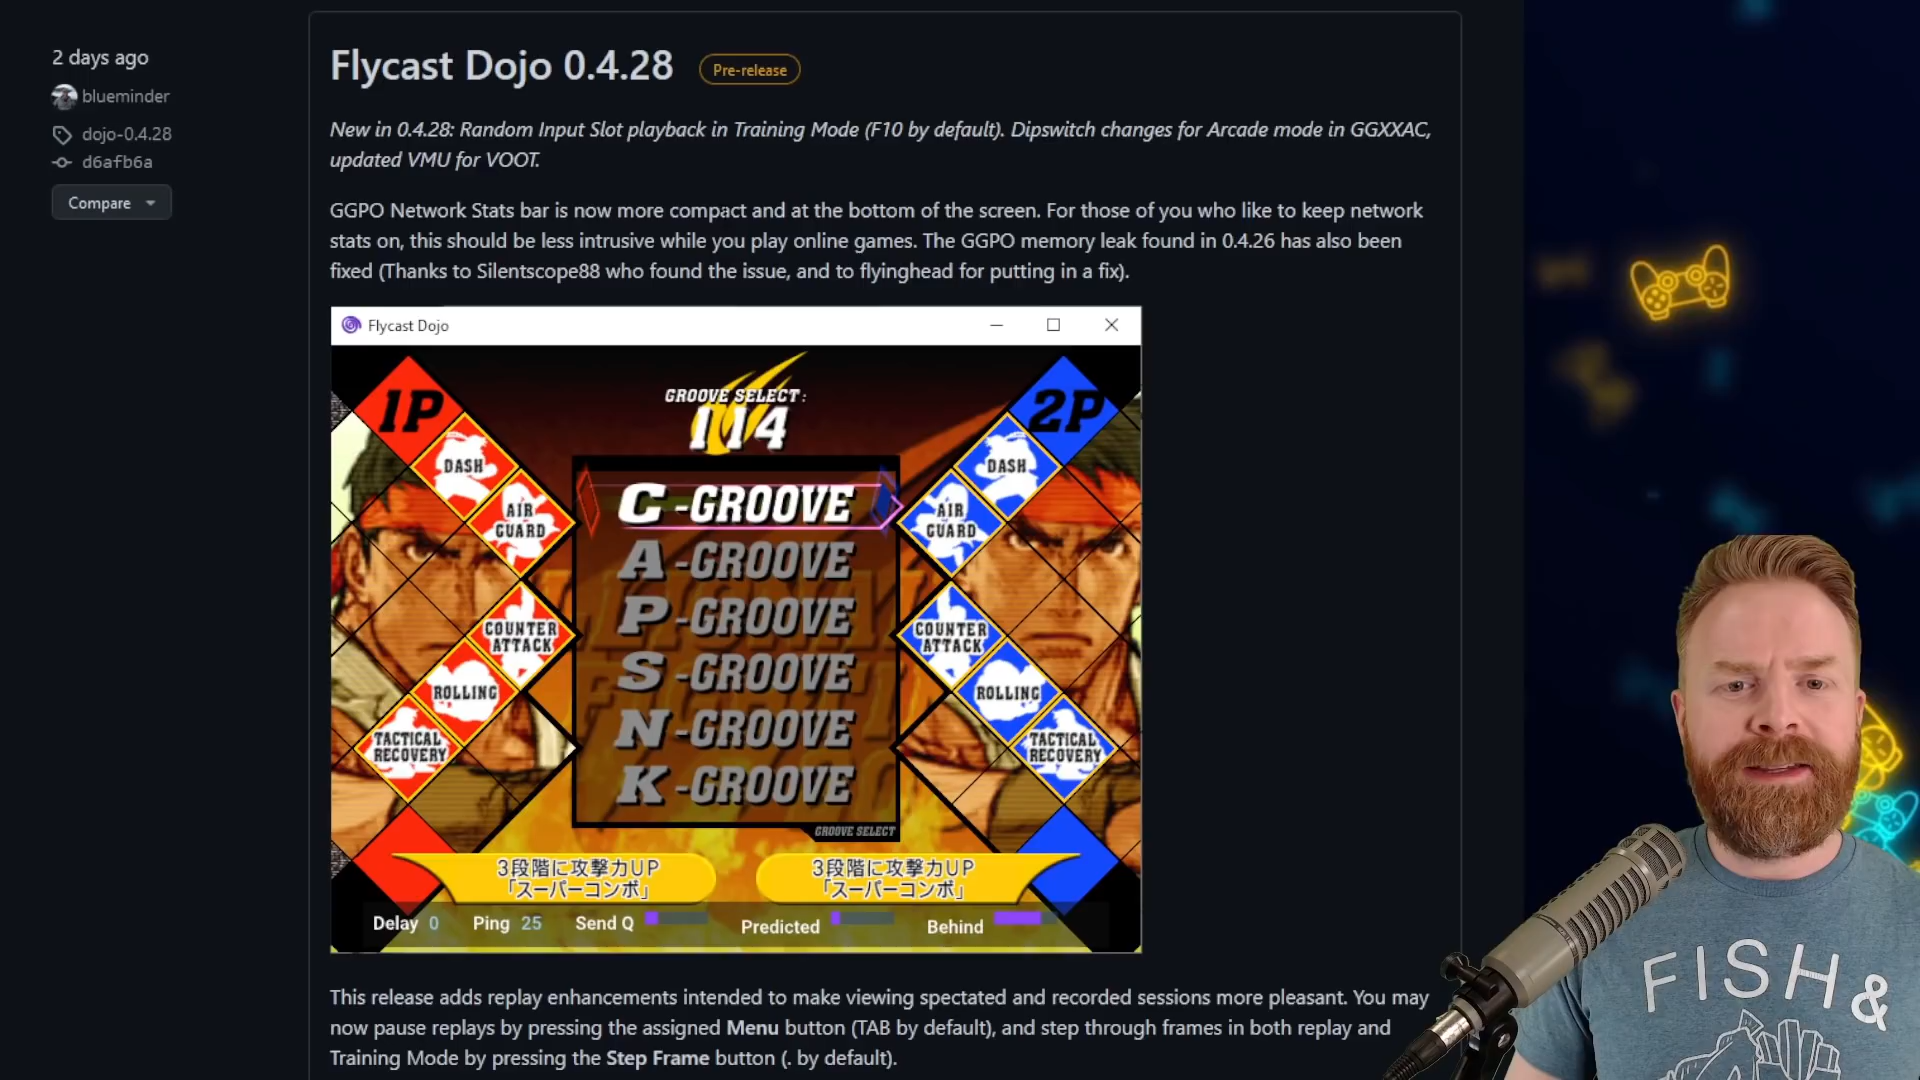 2 days ago
blueminder
dojo-0.4.28
d6afb6a
Compare
Flycast Dojo 0.4.28
Pre-release
New in 0.4.28: Random Input Slot playback in Training Mode (F10 by default). Dipswitch changes for Arcade mode in GGXXAC,
updated VMU for VOOT.
GGPO Network Stats bar is now more compact and at the bottom of the screen. For those of you who like to keep network
stats on, this should be less intrusive while you play online games. The GGPO memory leak found in 0.4.26 has also been
fixed (Thanks to Silentscope88 who found the issue, and to flyinghead for putting in a fix).
Flycast Dojo
1P
GROOVE SELECT:
114
2P
DASH
AIR
GUARD
COUNTER
ATTACK
ROLLING
TACTICAL
RECOVERY
C-GROOVE
A-GROOVE
P-GROOVE
S-GROOVE
N-GROOVE
K-GROOVE
GROOVE SELECT
DASH
AIR
GUARD
COUNTER
ATTACK
ROLLING
TACTICAL
RECOVERY
3段階に攻撃力UP
「スーパーコンボ」
3段階に攻撃力UP
「スーパーコンボ」
Delay 0 Ping 25 Send Q Predicted Behind
This release adds replay enhancements intended to make viewing spectated and recorded sessions more pleasant. You may
now pause replays by pressing the assigned Menu button (TAB by default), and step through frames in both replay and
Training Mode by pressing the Step Frame button (. by default).
FISH &